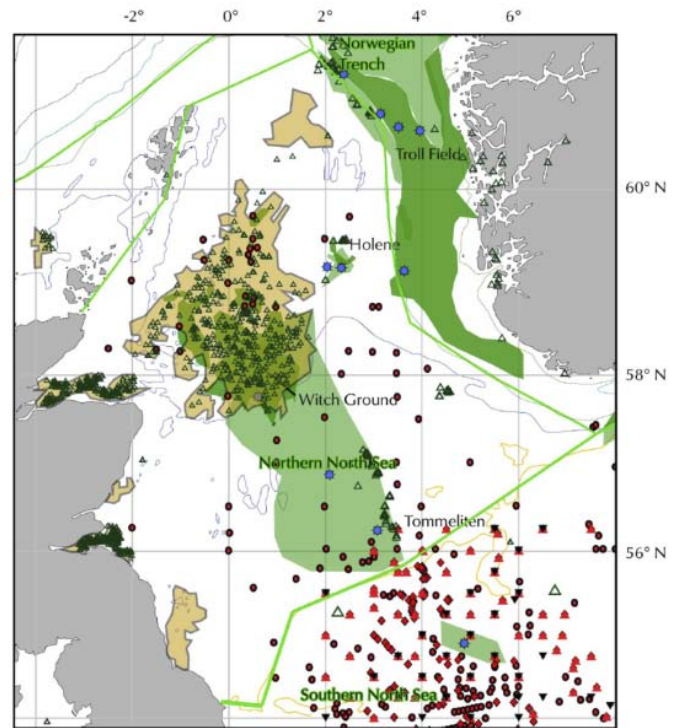 -2°
0°
2°
4°
6°
Norwegian
Trench
Troll Field
60° N
Holene
58° N
Witch Ground
Northern North Sea
Tommeliten
56° N
Southern North Sea